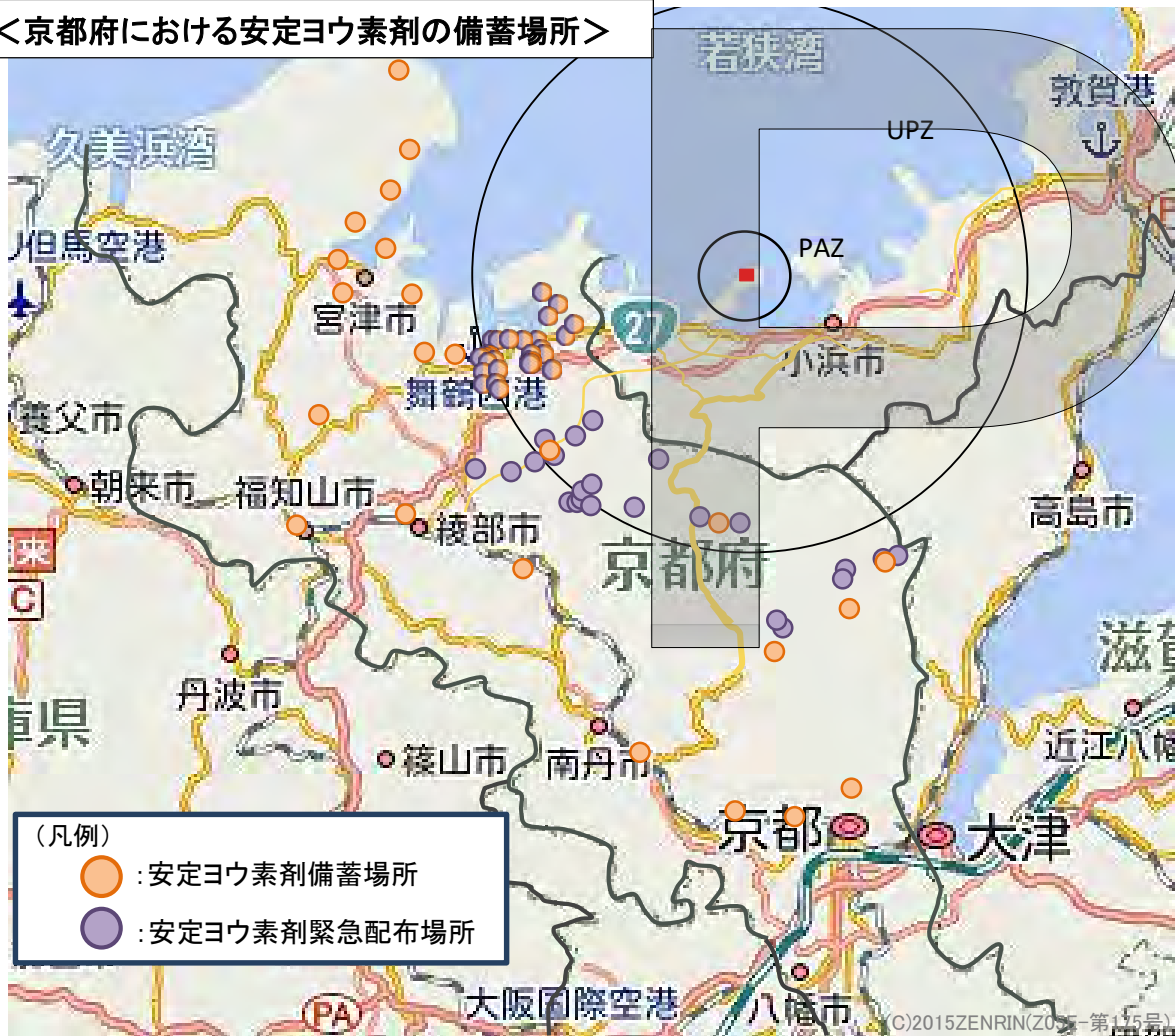 ＜京都府における安定ヨウ素剤の備蓄場所＞
若狭湾
敦賀港
UPZ
久美浜湾
但馬空港
PAZ
宮津市
27
小浜市
舞鶴西港
養父市
朝来市
福知山市
綾部市
高島市
京都府
C
滋賀
丹波市
庫県
篠山市
南丹市
近江八幡
京都
大津
（凡例）
：安定ヨウ素剤備蓄場所
：安定ヨウ素剤緊急配布場所
PA
大阪国際空港
八幡市